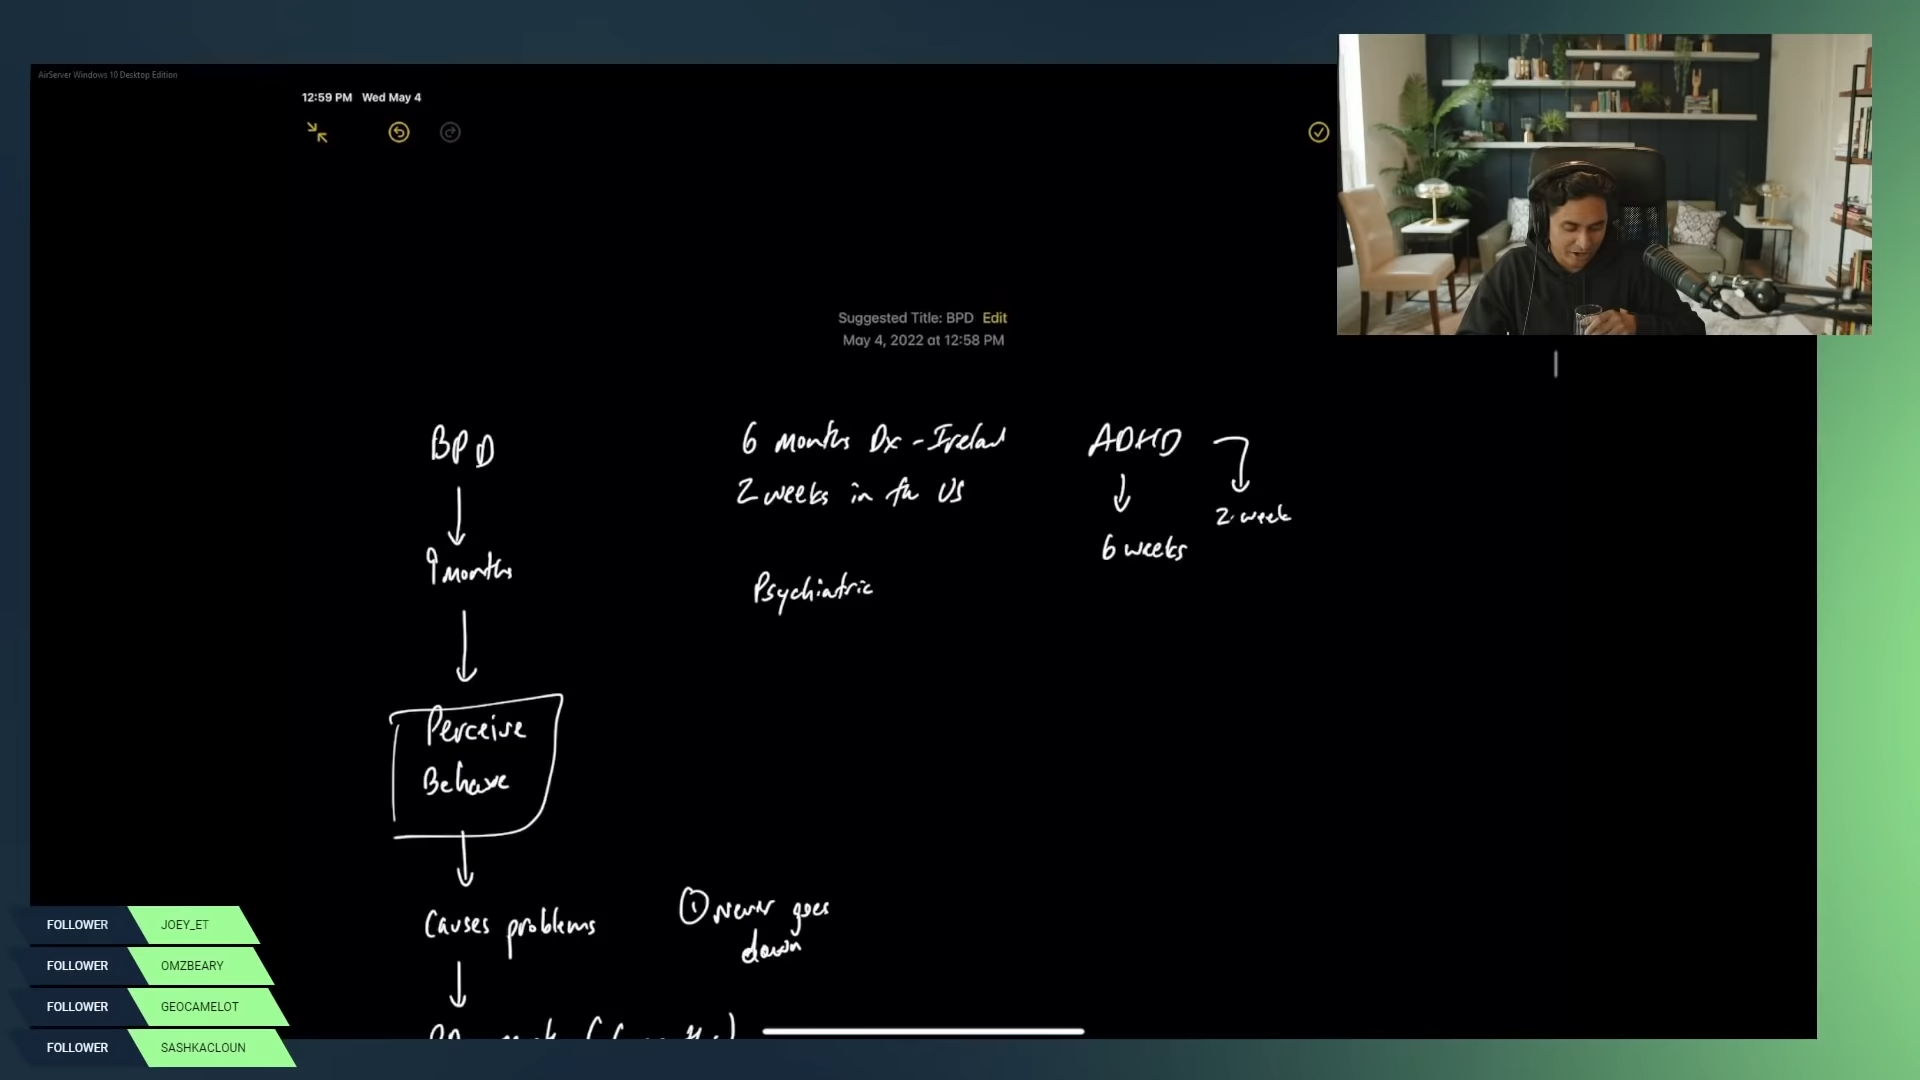 AirServer Windows 10 Desktop Edition
12:59 PM Wed May 4
Suggested Title: BPD Edit
May 4, 2022 at 12:58 PM
BPD
6 months Dx - Ireland
ADHD
2 weeks in the US
2 week
6 weeks
months
Psychiatric
Perceive
Behave
Causes problems
① Never goes
down
FOLLOWER JOEY_ET
FOLLOWER OMZBEARY
FOLLOWER GEOCAMELOT
FOLLOWER SASHKACLOUN